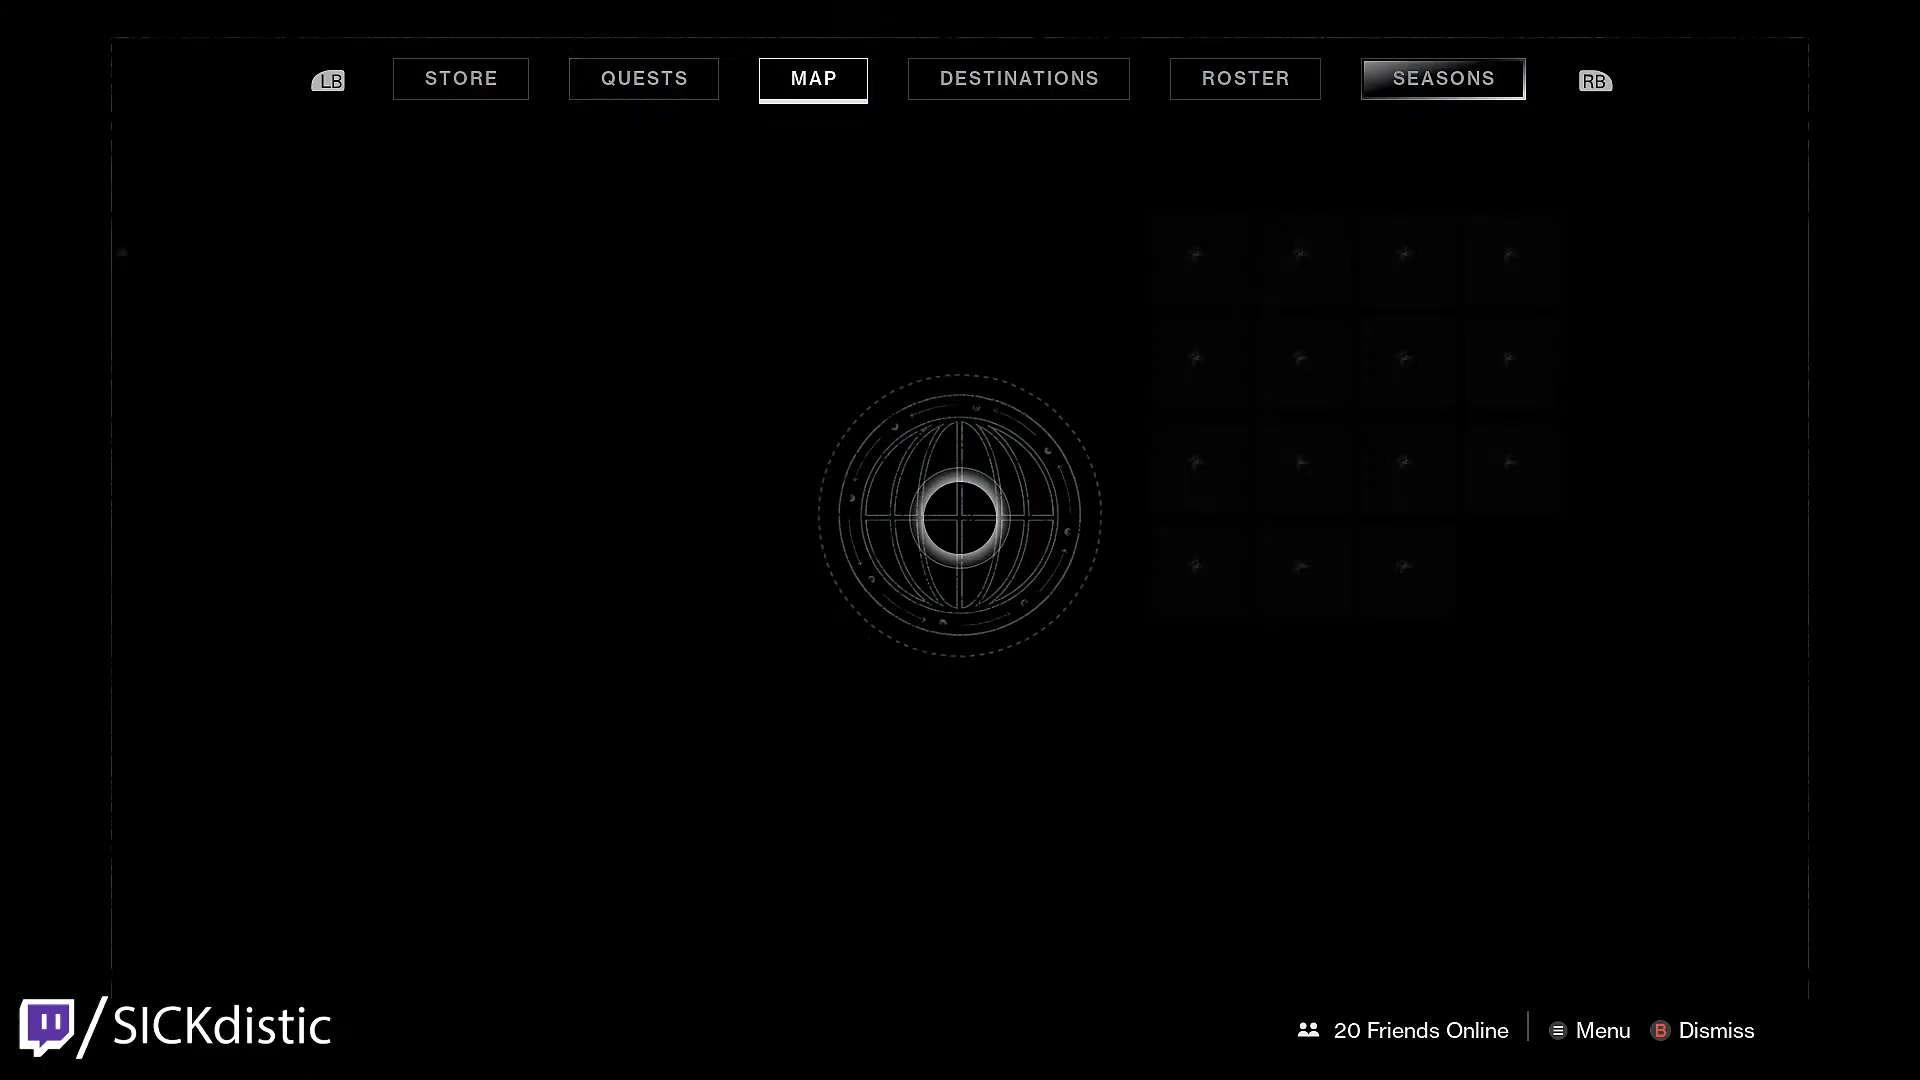 LB
STORE
QUESTS
MAP
DESTINATIONS
ROSTER
SEASONS
RB
/SICKdistic
20 Friends Online
Menu
B Dismiss